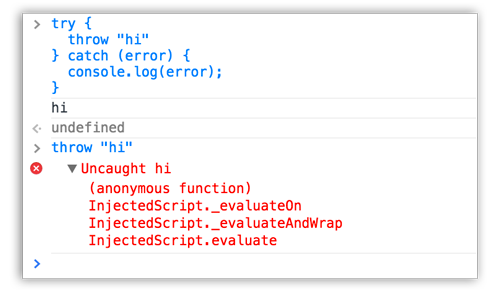 try {
throw "hi"
} catch (error) {
console.log(error);
}
hi
undefined
throw "hi"
Uncaught hi
(anonymous function)
InjectedScript._evaluateOn
InjectedScript._evaluateAndWrap
InjectedScript.evaluate